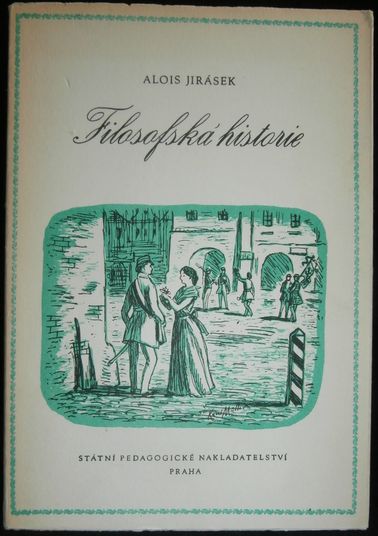 ALOIS JIRÁSEK
Filosofská historie
STÁTNÍ PEDAGOGICKÉ NAKLADATELSTVÍ
PRAHA